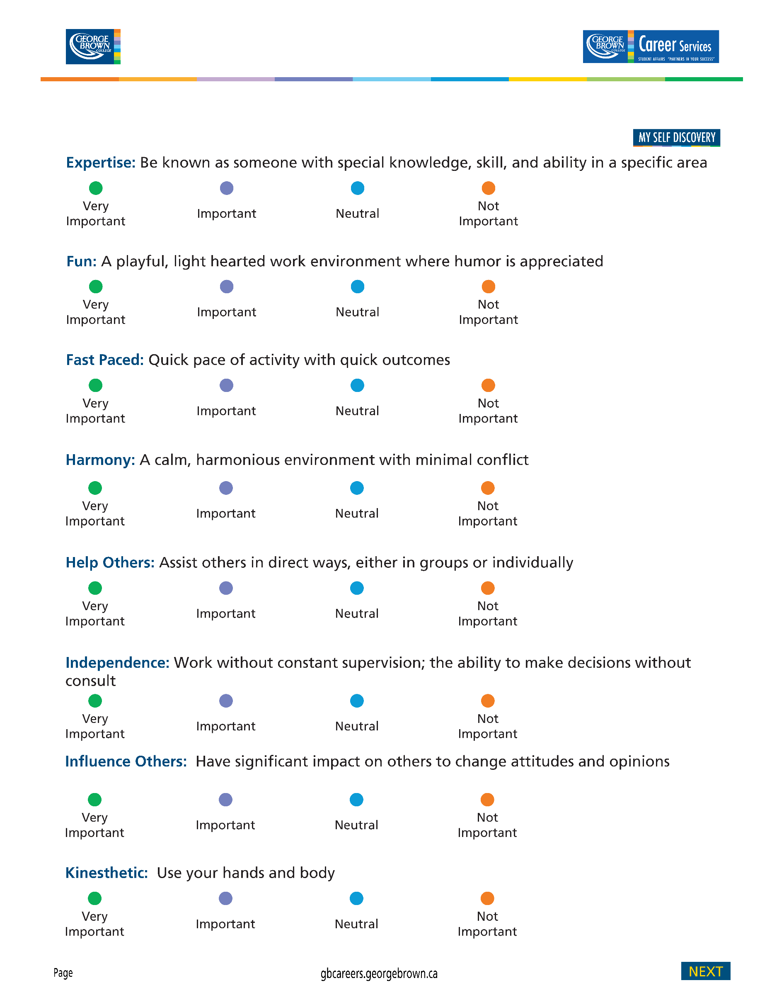 GEORGE
BROWN
COLLEGE
GEORGE
BROWN
COLLEGE
Career Services
STUDENT AFFAIRS "PARTNERS IN YOUR SUCCESS"
MY SELF DISCOVERY
Expertise: Be known as someone with special knowledge, skill, and ability in a specific area
Very
Important
Important
Neutral
Not
Important
Fun: A playful, light hearted work environment where humor is appreciated
Very
Important
Important
Neutral
Not
Important
Fast Paced: Quick pace of activity with quick outcomes
Very
Important
Important
Neutral
Not
Important
Harmony: A calm, harmonious environment with minimal conflict
Very
Important
Important
Neutral
Not
Important
Help Others: Assist others in direct ways, either in groups or individually
Very
Important
Important
Neutral
Not
Important
Independence: Work without constant supervision; the ability to make decisions without
consult
Very
Important
Important
Neutral
Not
Important
Influence Others: Have significant impact on others to change attitudes and opinions
Very
Important
Important
Neutral
Not
Important
Kinesthetic: Use your hands and body
Very
Important
Important
Neutral
Not
Important
Page
gbcareers.georgebrown.ca
NEXT